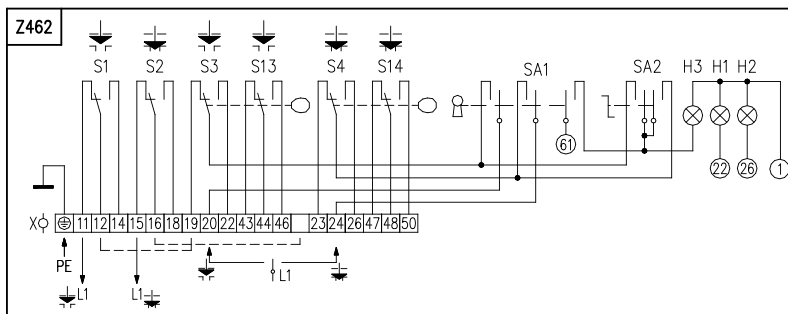 Z462
S1 S2 S3 S13 S4 S14 SA1 SA2 H3 H1 H2
61
22 26 1
X 11 12 14 15 16 18 19 20 22 43 44 46 23 24 26 47 48 50
PE
L1 L1 L1